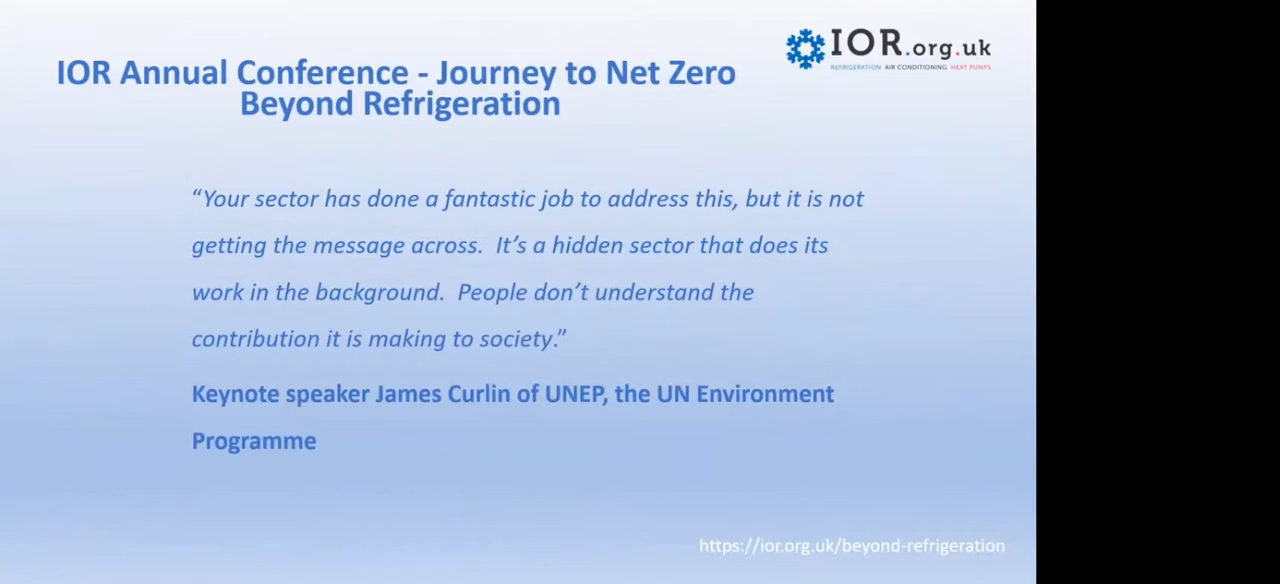 IOR.org.uk
REFRIGERATION AIR CONDITIONING HEAT PUMPS
IOR Annual Conference - Journey to Net Zero
Beyond Refrigeration
“Your sector has done a fantastic job to address this, but it is not
getting the message across.  It’s a hidden sector that does its
work in the background.  People don’t understand the
contribution it is making to society.”
Keynote speaker James Curlin of UNEP, the UN Environment
Programme
https://ior.org.uk/beyond-refrigeration